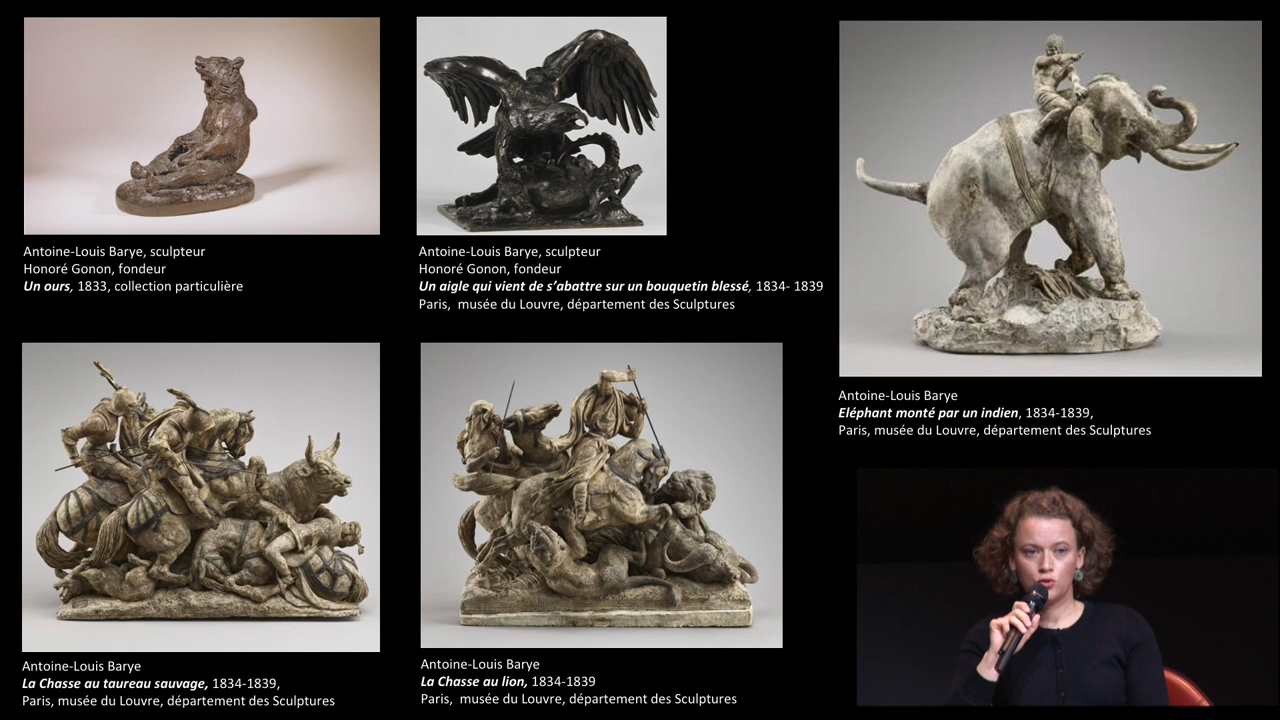 Antoine-Louis Barye, sculpteur
Honoré Gonon, fondeur
Un ours, 1833, collection particulière
Antoine-Louis Barye, sculpteur
Honoré Gonon, fondeur
Un aigle qui vient de s’abattre sur un bouquetin blessé, 1834- 1839
Paris, musée du Louvre, département des Sculptures
Antoine-Louis Barye
Eléphant monté par un indien, 1834-1839,
Paris, musée du Louvre, département des Sculptures
Antoine-Louis Barye
La Chasse au taureau sauvage, 1834-1839,
Paris, musée du Louvre, département des Sculptures
Antoine-Louis Barye
La Chasse au lion, 1834-1839
Paris, musée du Louvre, département des Sculptures